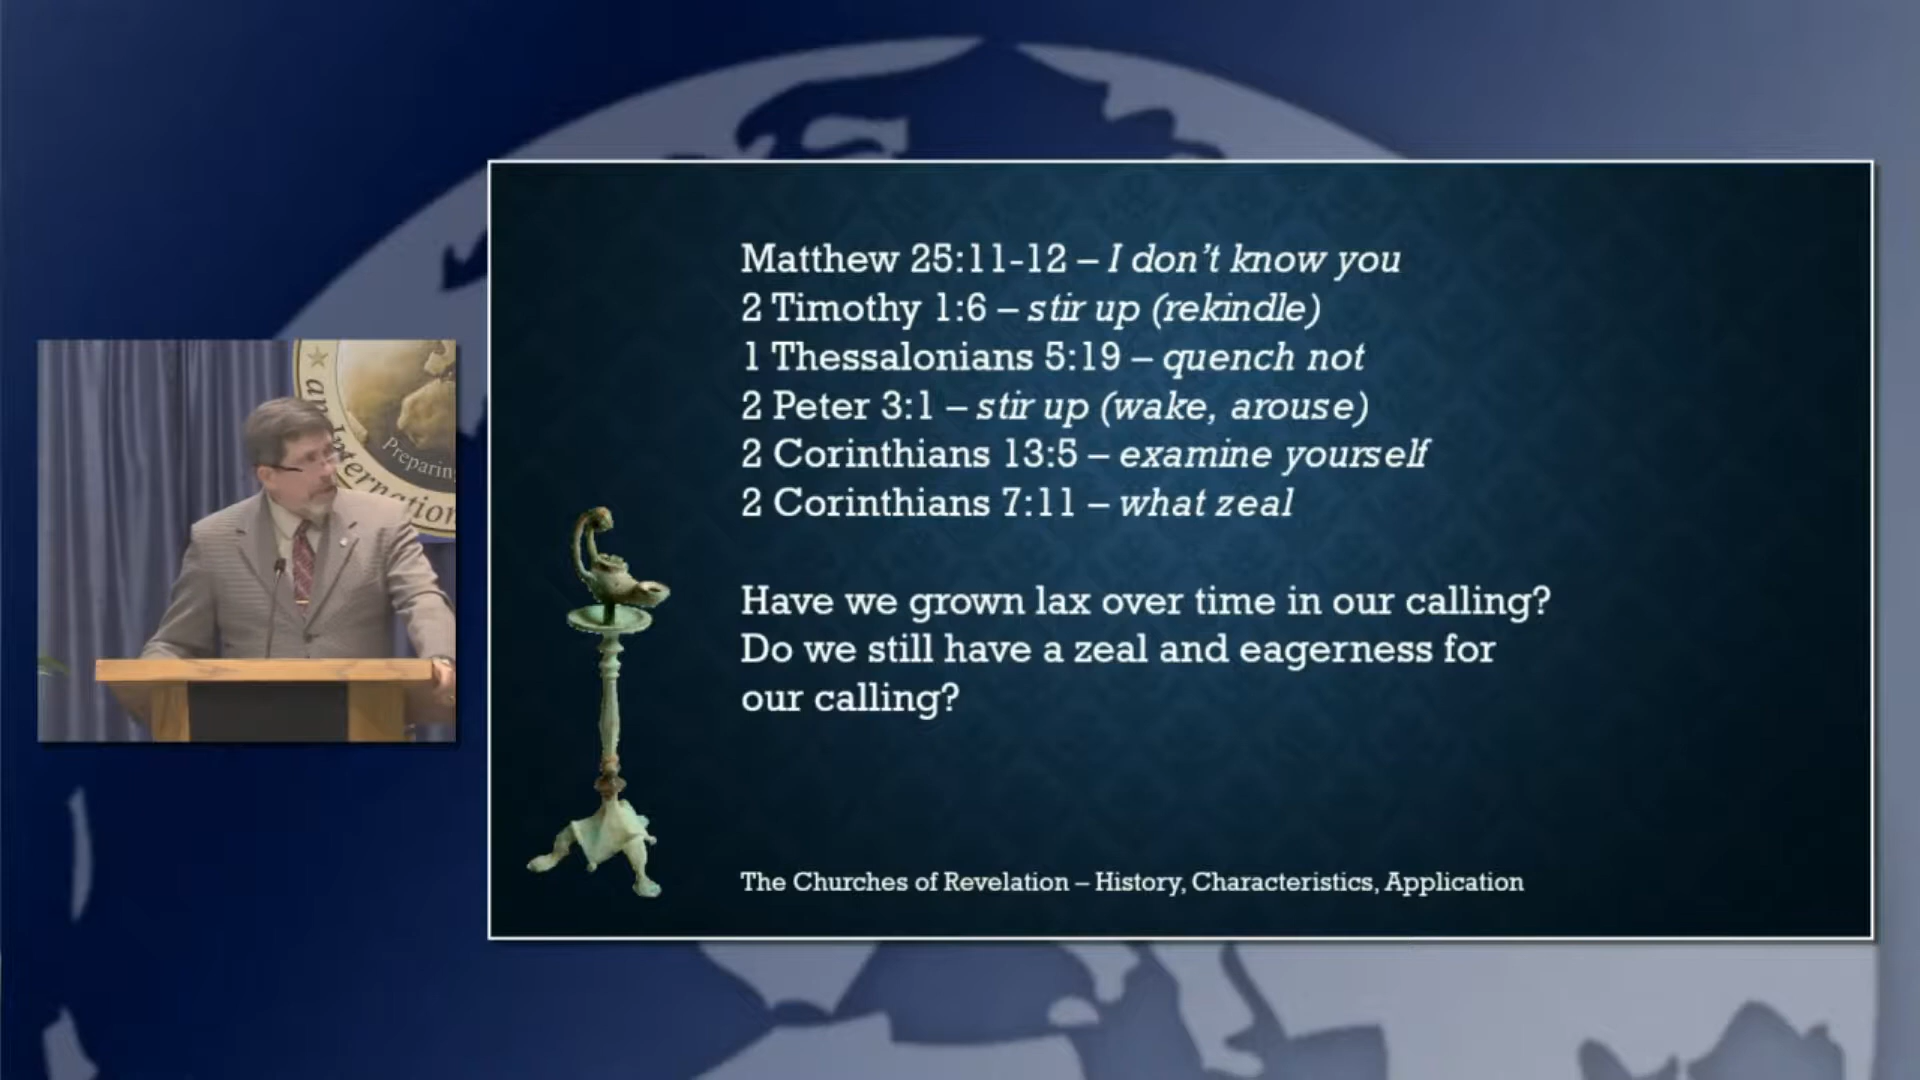 Matthew 25:11-12 – I don't know you
2 Timothy 1:6 – stir up (rekindle)
1 Thessalonians 5:19 – quench not
2 Peter 3:1 – stir up (wake, arouse)
2 Corinthians 13:5 – examine yourself
2 Corinthians 7:11 – what zeal
Have we grown lax over time in our calling?
Do we still have a zeal and eagerness for
our calling?
The Churches of Revelation – History, Characteristics, Application
an Internation
Preparin